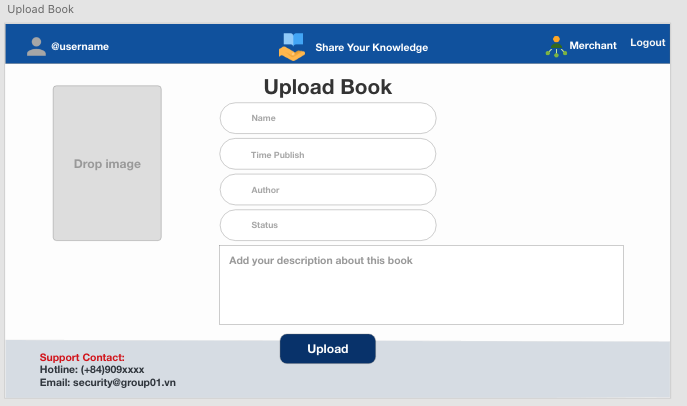 Upload Book
@username
Share Your Knowledge
Merchant
Logout
Upload Book
Drop image
Name
Time Publish
Author
Status
Add your description about this book
Upload
Support Contact:
Hotline: (+84)909xxxx
Email: security@group01.vn